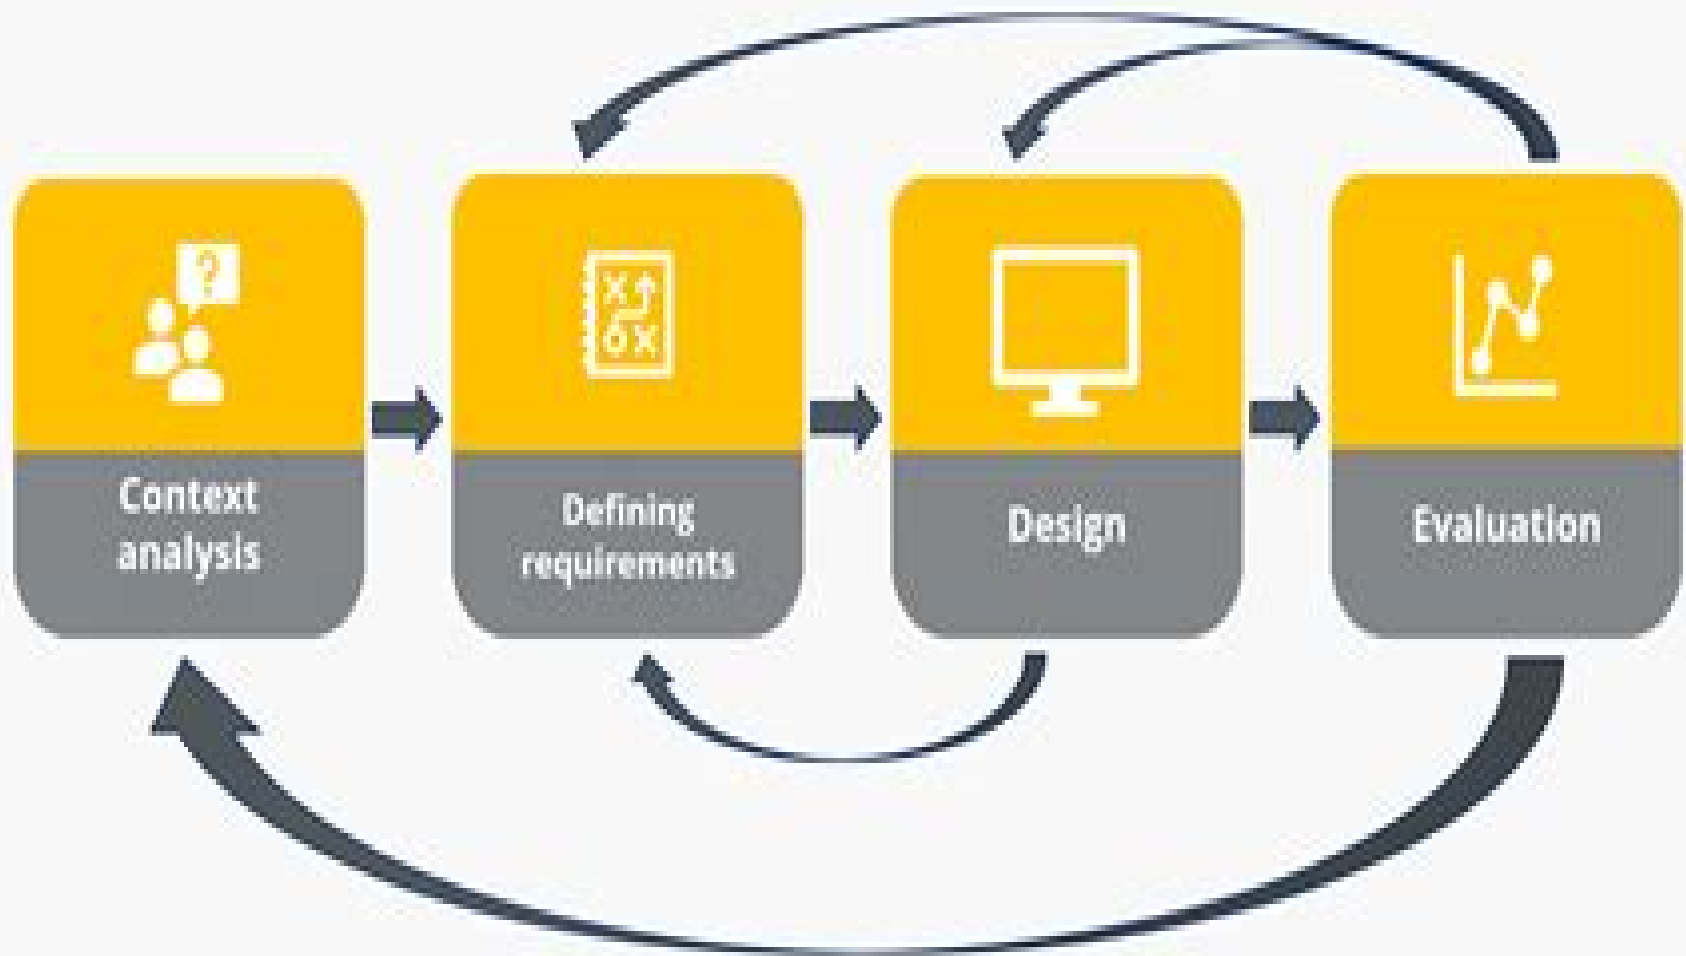 ?
Context
analysis
Defining
requirements
Design
Evaluation